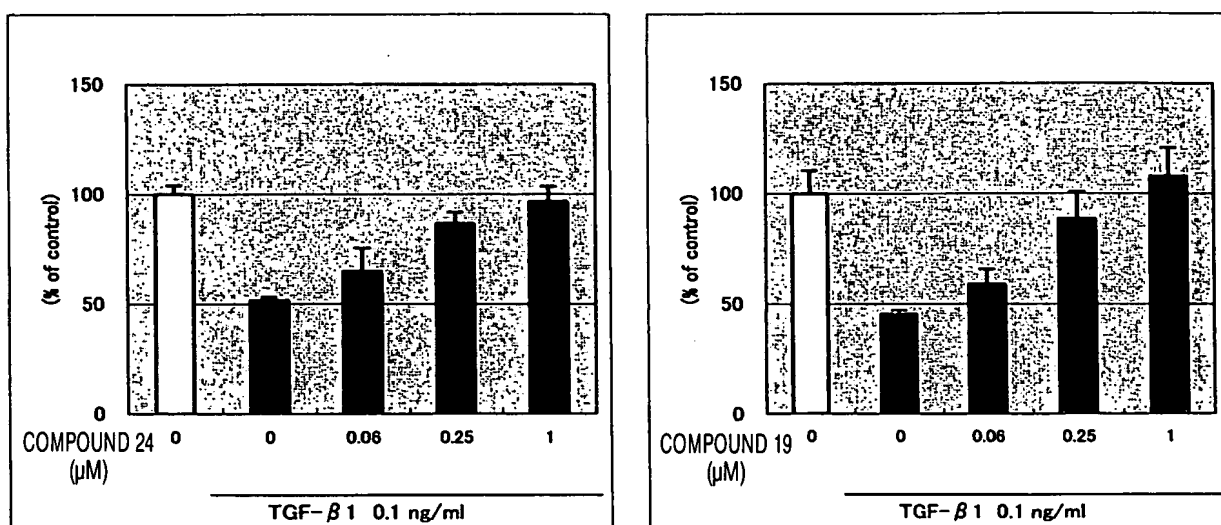 150
100
50
0
(% of control)
COMPOUND 24 0 0 0.06 0.25 1
(µM)
TGF-β1 0.1 ng/ml
150
100
50
0
(% of control)
COMPOUND 19 0 0 0.06 0.25 1
(µM)
TGF-β1 0.1 ng/ml